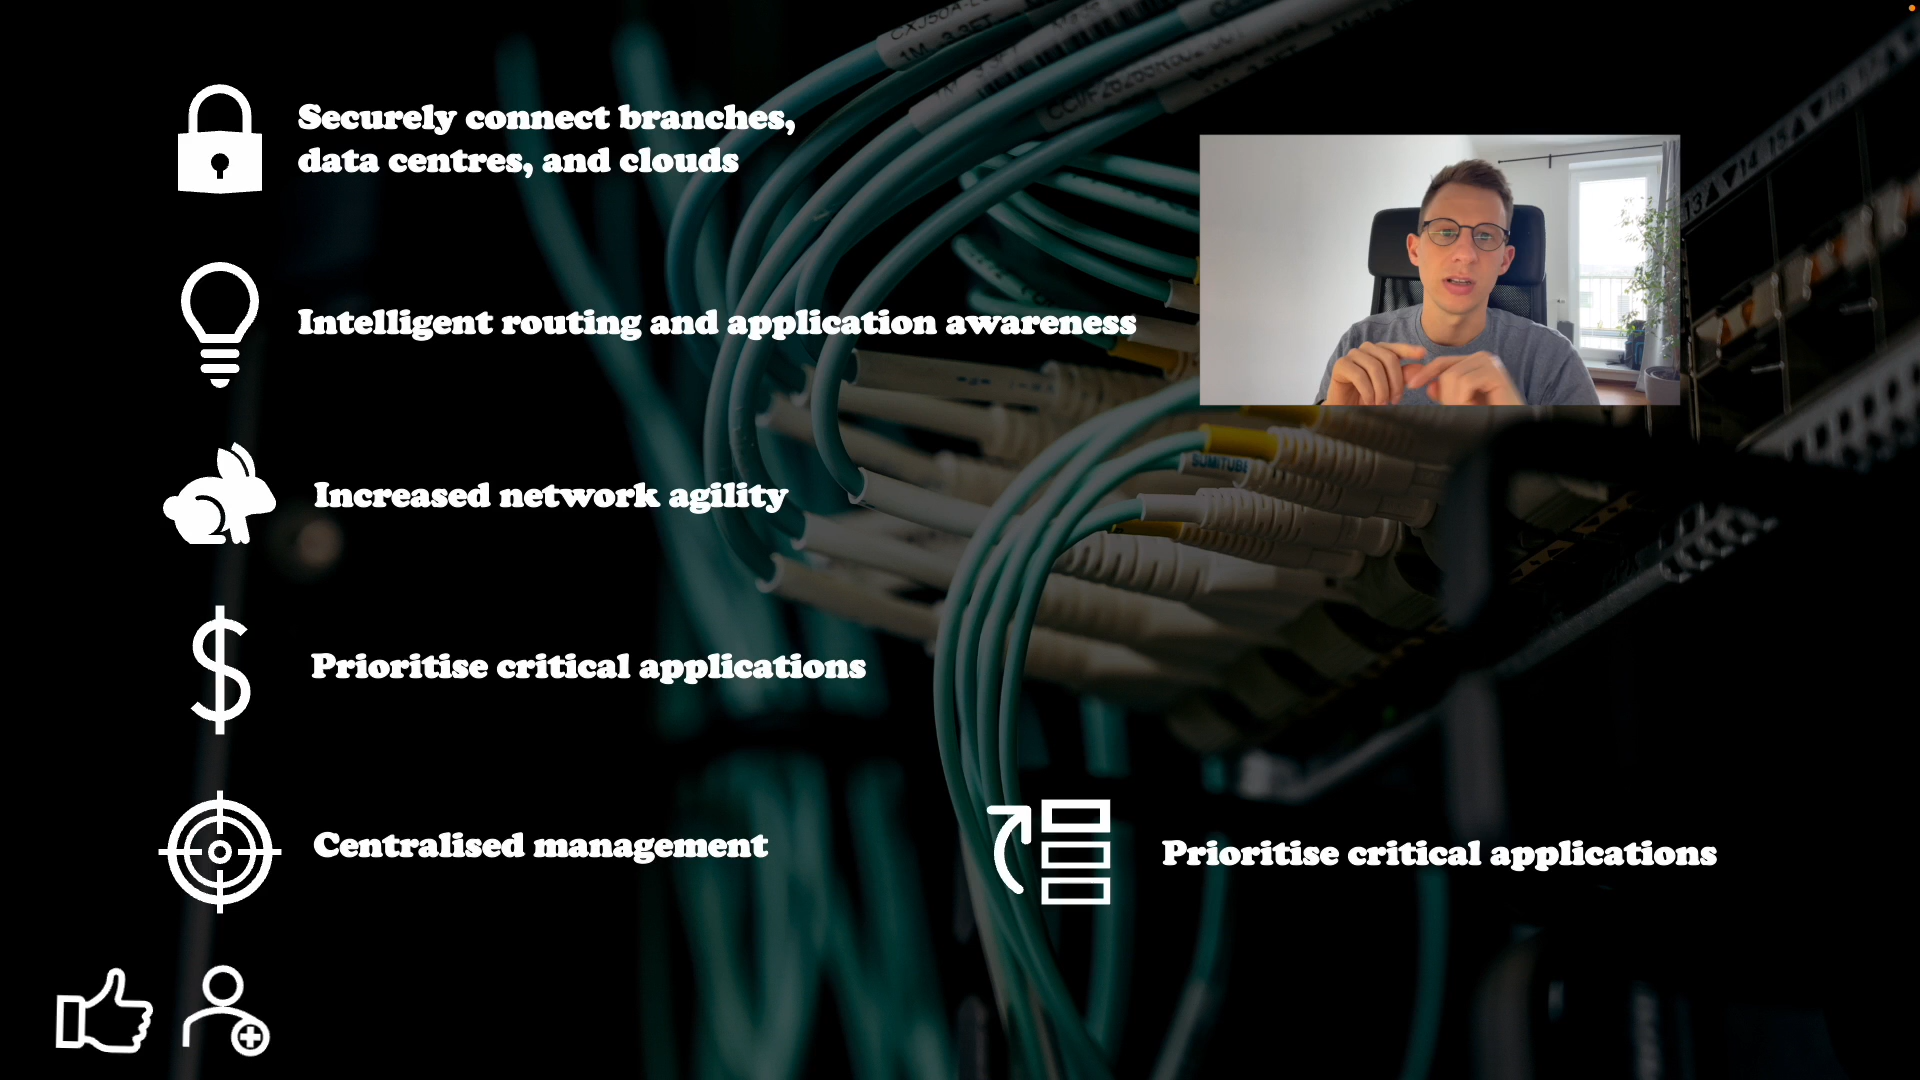 Securely connect branches,
data centres, and clouds
Intelligent routing and application awareness
SUMITUBE
Increased network agility
Prioritise critical applications
Centralised management
Prioritise critical applications